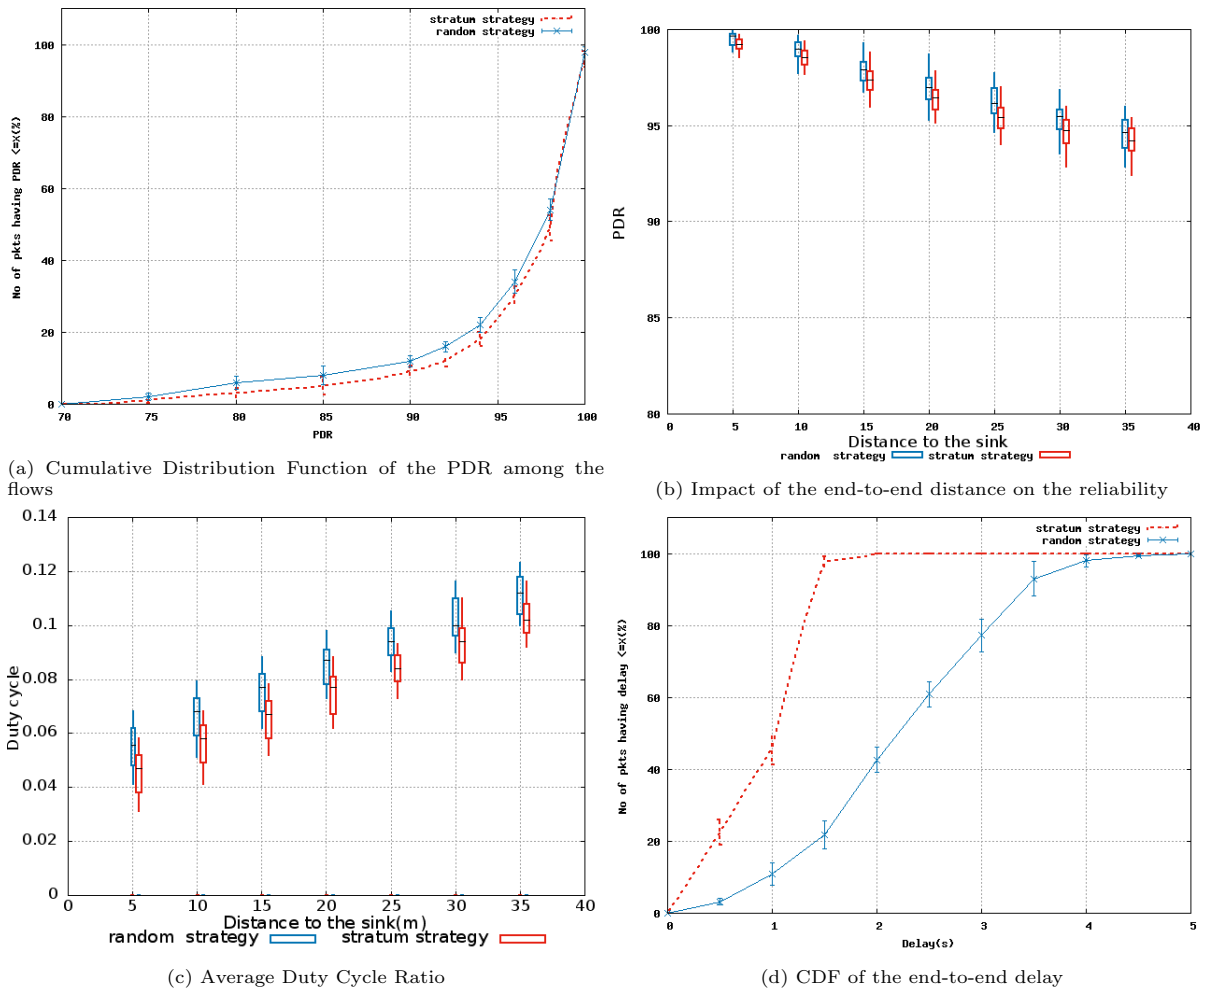 stratum strategy
random strategy
100
80
60
40
20
0
No of pkts having PDR <=X(%)
70 75 80 85 90 95 100
PDR
(a) Cumulative Distribution Function of the PDR among the
flows
100
95
90
85
80
PDR
0 5 10 15 20 25 30 35 40
Distance to the sink
random strategy stratum strategy
(b) Impact of the end-to-end distance on the reliability
0.14
0.12
0.1
0.08
0.06
0.04
0.02
0
Duty cycle
0 5 10 15 20 25 30 35 40
Distance to the sink(m)
random strategy stratum strategy
(c) Average Duty Cycle Ratio
stratum strategy
random strategy
100
80
60
40
20
0
No of pkts having delay <=X(%)
0 1 2 3 4 5
Delay(s)
(d) CDF of the end-to-end delay